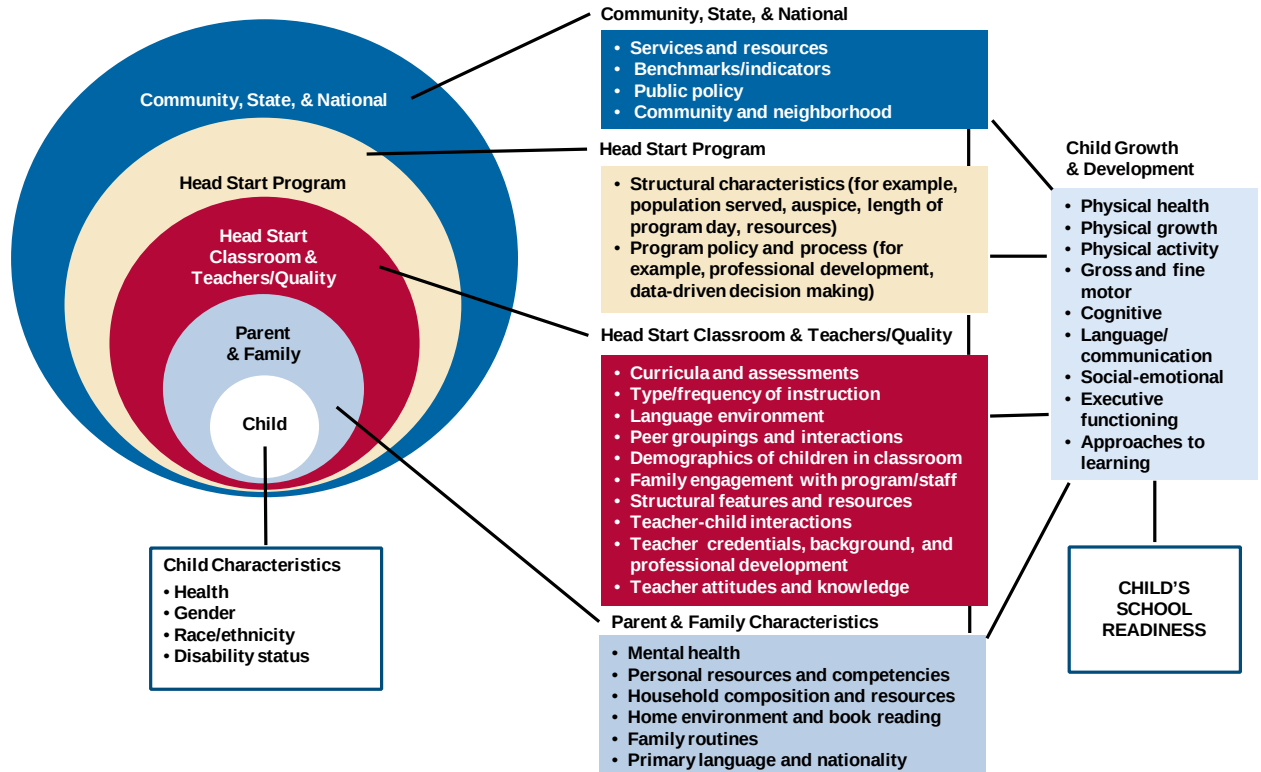 Community, State, & National
Head Start Program
Head Start
Classroom &
Teachers/Quality
Parent
& Family
Child
Child Characteristics
• Health
• Gender
• Race/ethnicity
• Disability status
Community, State, & National
• Services and resources
• Benchmarks/indicators
• Public policy
• Community and neighborhood
Head Start Program
• Structural characteristics (for example,
population served, auspice, length of
program day, resources)
• Program policy and process (for
example, professional development,
data-driven decision making)
Head Start Classroom & Teachers/Quality
• Curricula and assessments
• Type/frequency of instruction
• Language environment
• Peer groupings and interactions
• Demographics of children in classroom
• Family engagement with program/staff
• Structural features and resources
• Teacher-child interactions
• Teacher credentials, background, and
professional development
• Teacher attitudes and knowledge
Parent & Family Characteristics
• Mental health
• Personal resources and competencies
• Household composition and resources
• Home environment and book reading
• Family routines
• Primary language and nationality
Child Growth
& Development
• Physical health
• Physical growth
• Physical activity
• Gross and fine
motor
• Cognitive
• Language/
communication
• Social-emotional
• Executive
functioning
• Approaches to
learning
CHILD'S
SCHOOL
READINESS